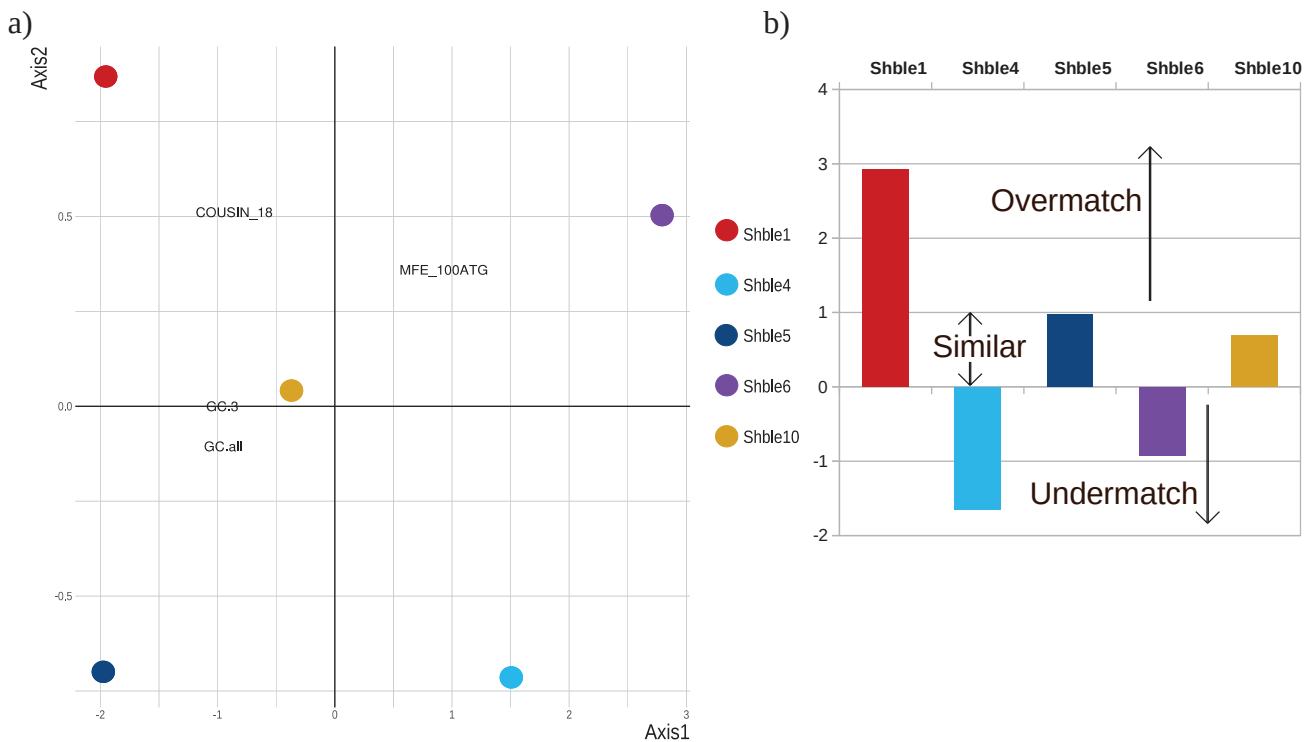 a)
Axis2
COUSIN_18
MFE_100ATG
GC.3
GC.all
0.5
0.0
-0.5
-2
-1
0
1
2
3
Axis1
Shble1
Shble4
Shble5
Shble6
Shble10
b)
Shble1 Shble4 Shble5 Shble6 Shble10
4
3
2
1
0
-1
-2
Overmatch
Similar
Undermatch